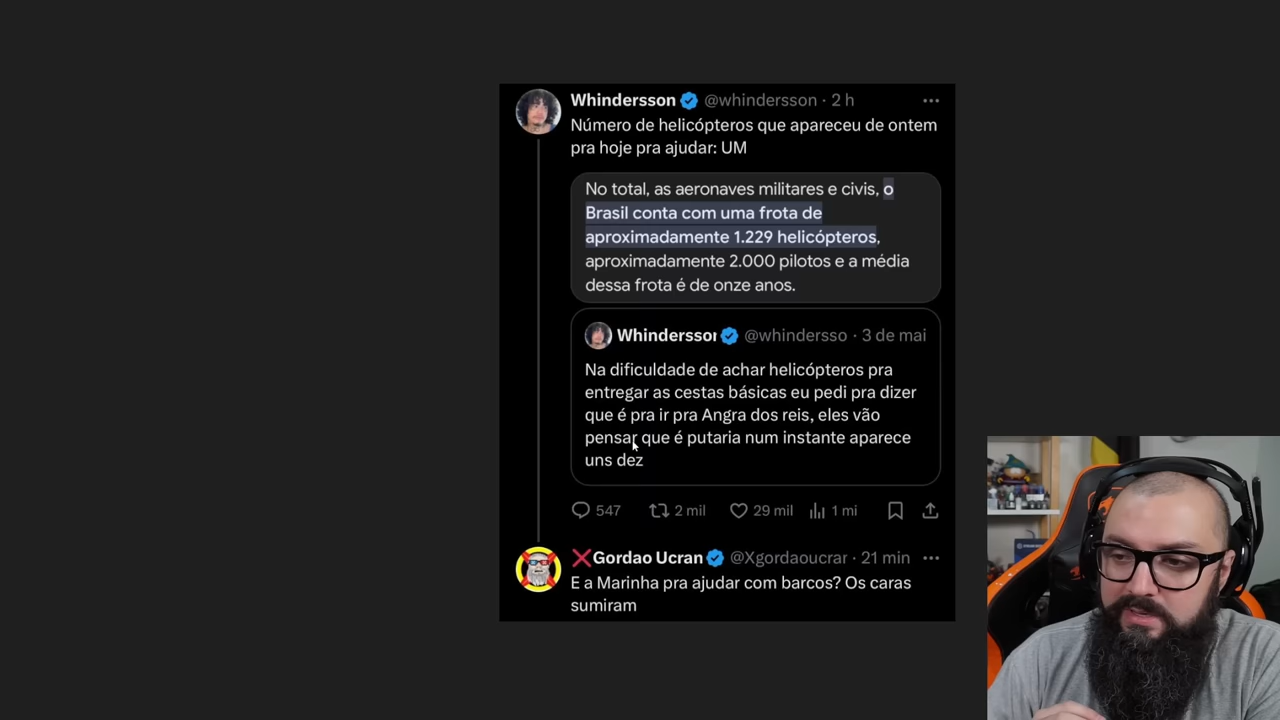 Whindersson @whindersson · 2 h
Número de helicópteros que apareceu de ontem
pra hoje pra ajudar: UM
No total, as aeronaves militares e civis, o
Brasil conta com uma frota de
aproximadamente 1.229 helicópteros,
aproximadamente 2.000 pilotos e a média
dessa frota é de onze anos.
Whindersson @whindersso · 3 de mai
Na dificuldade de achar helicópteros pra
entregar as cestas básicas eu pedi pra dizer
que é pra ir pra Angra dos reis, eles vão
pensar que é putaria num instante aparece
uns dez
547 2 mil 29 mil 1 mi
❌Gordao Ucran @Xgordaoucrar · 21 min
E a Marinha pra ajudar com barcos? Os caras
sumiram